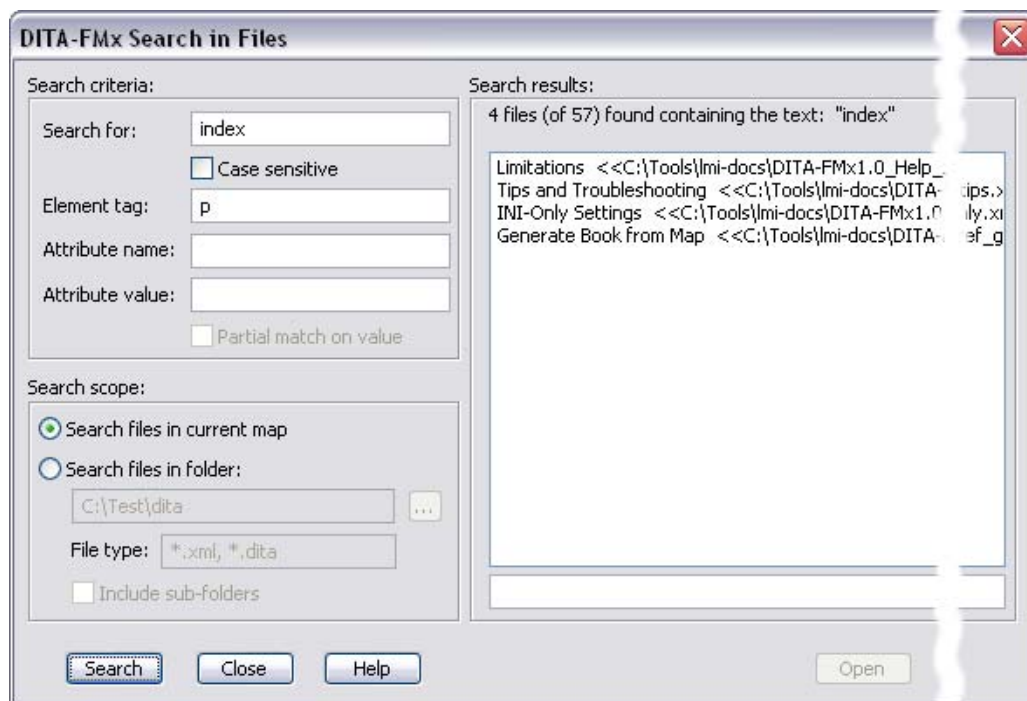 DITA-FMx Search in Files
Search criteria:
Search for: index
Case sensitive
Element tag: p
Attribute name:
Attribute value:
Partial match on value
Search scope:
Search files in current map
Search files in folder:
C:\Test\dita
...
File type: *.xml, *.dita
Include sub-folders
Search results:
4 files (of 57) found containing the text: "index"
Limitations <<C:\Tools\lmi-docs\DITA-FMx1.0_Help_
Tips and Troubleshooting <<C:\Tools\lmi-docs\DITA- tips.x
INI-Only Settings <<C:\Tools\lmi-docs\DITA-FMx1.0 ly.xm
Generate Book from Map <<C:\Tools\lmi-docs\DITA- ef_g
Search Close Help Open